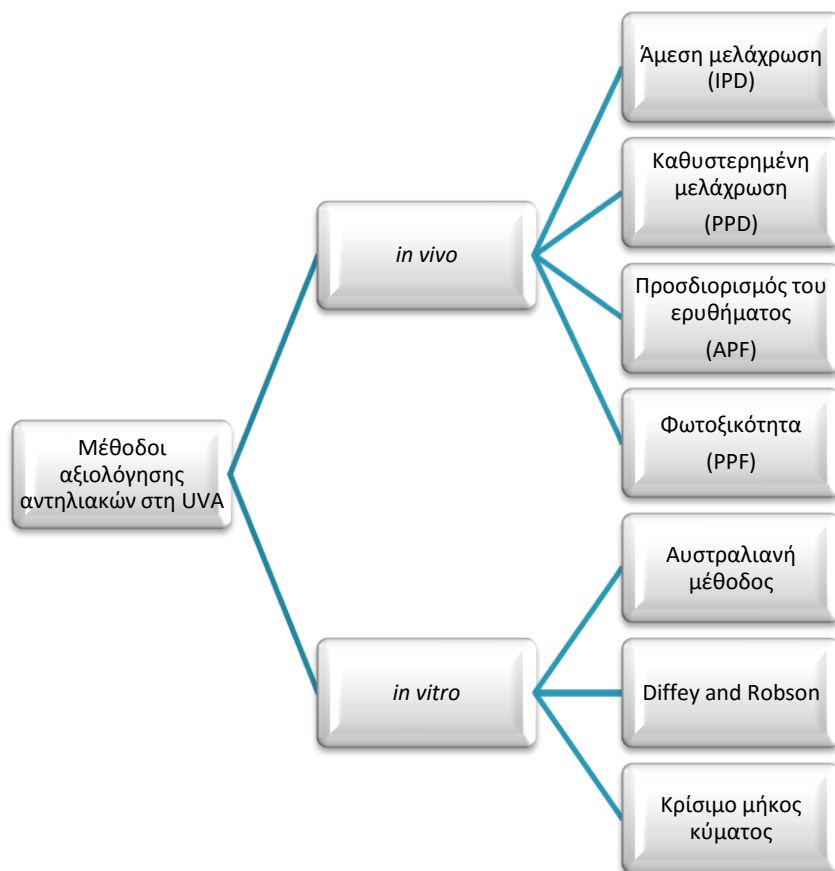 Άμεση μελάχρωση
(IPD)
Καθυστερημένη
μελάχρωση
(PPD)
in vivo
Προσδιορισμός του
ερυθήματος
(APF)
Φωτοξικότητα
(PPF)
Μέθοδοι
αξιολόγησης
αντηλιακών στη UVA
Αυστραλιανή
μέθοδος
in vitro
Diffey and Robson
Κρίσιμο μήκος
κύματος